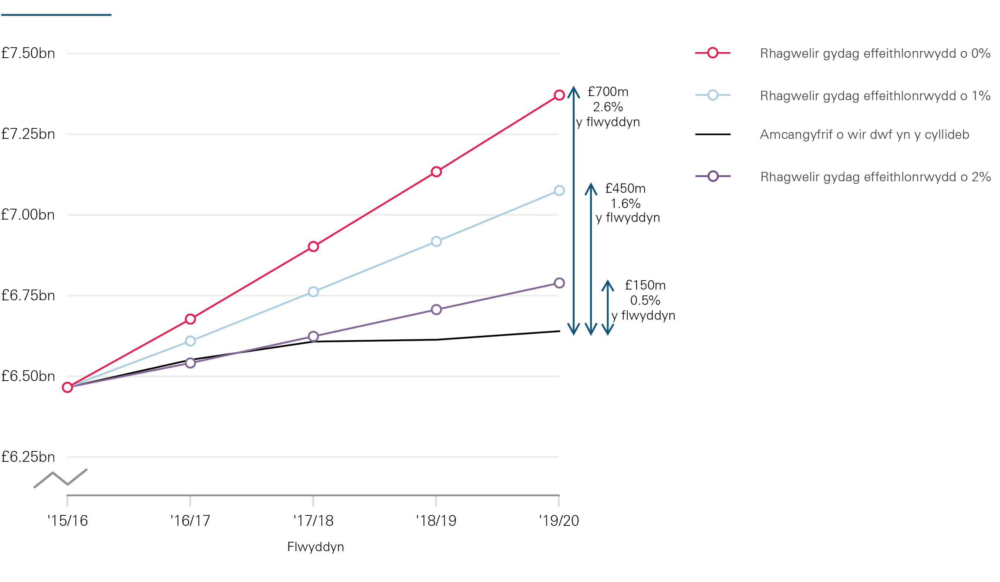 £7.50bn
£7.25bn
£7.00bn
£6.75bn
£6.50bn
£6.25bn
'15/16
'16/17
'17/18
'18/19
'19/20
Flwyddyn
£700m
2.6%
y flwyddyn
£450m
1.6%
y flwyddyn
£150m
0.5%
y flwyddyn
Rhagwelir gydag effeithlonrwydd o 0%
Rhagwelir gydag effeithlonrwydd o 1%
Amcangyfrif o wir dwf yn y cyllideb
Rhagwelir gydag effeithlonrwydd o 2%